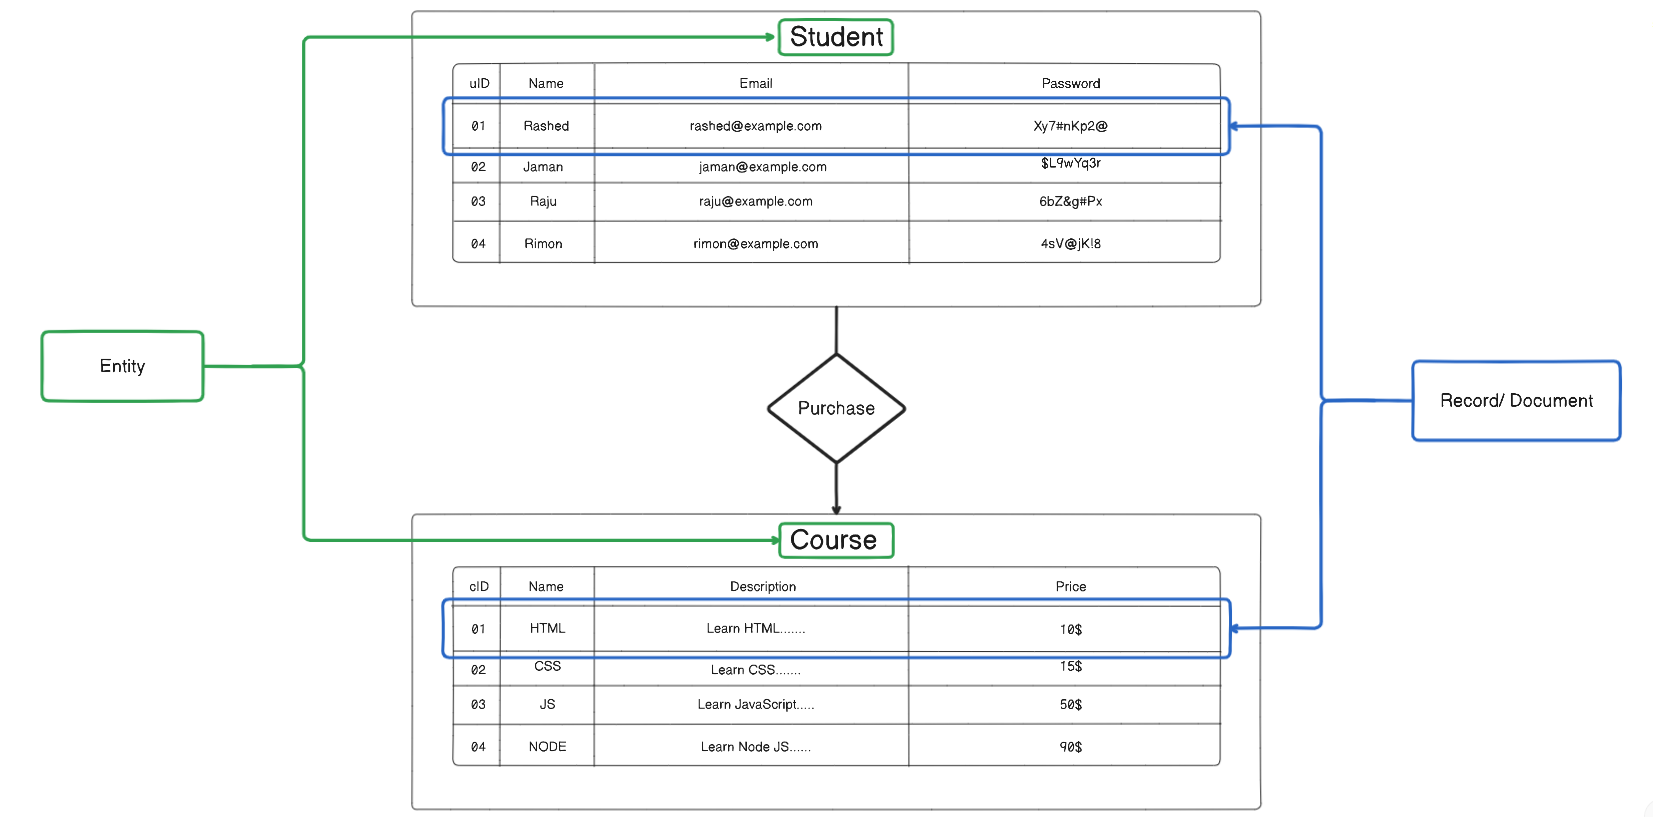 Student
uID Name Email Password
01 Rashed rashed@example.com Xy7#nKp2@
02 Jaman jaman@example.com $L9wYq3r
03 Raju raju@example.com 6bZ&g#Px
04 Rimon rimon@example.com 4sV@jK!8
Entity
Purchase
Record/ Document
Course
cID Name Description Price
01 HTML Learn HTML....... 10$
02 CSS Learn CSS....... 15$
03 JS Learn JavaScript..... 50$
04 NODE Learn Node JS...... 90$